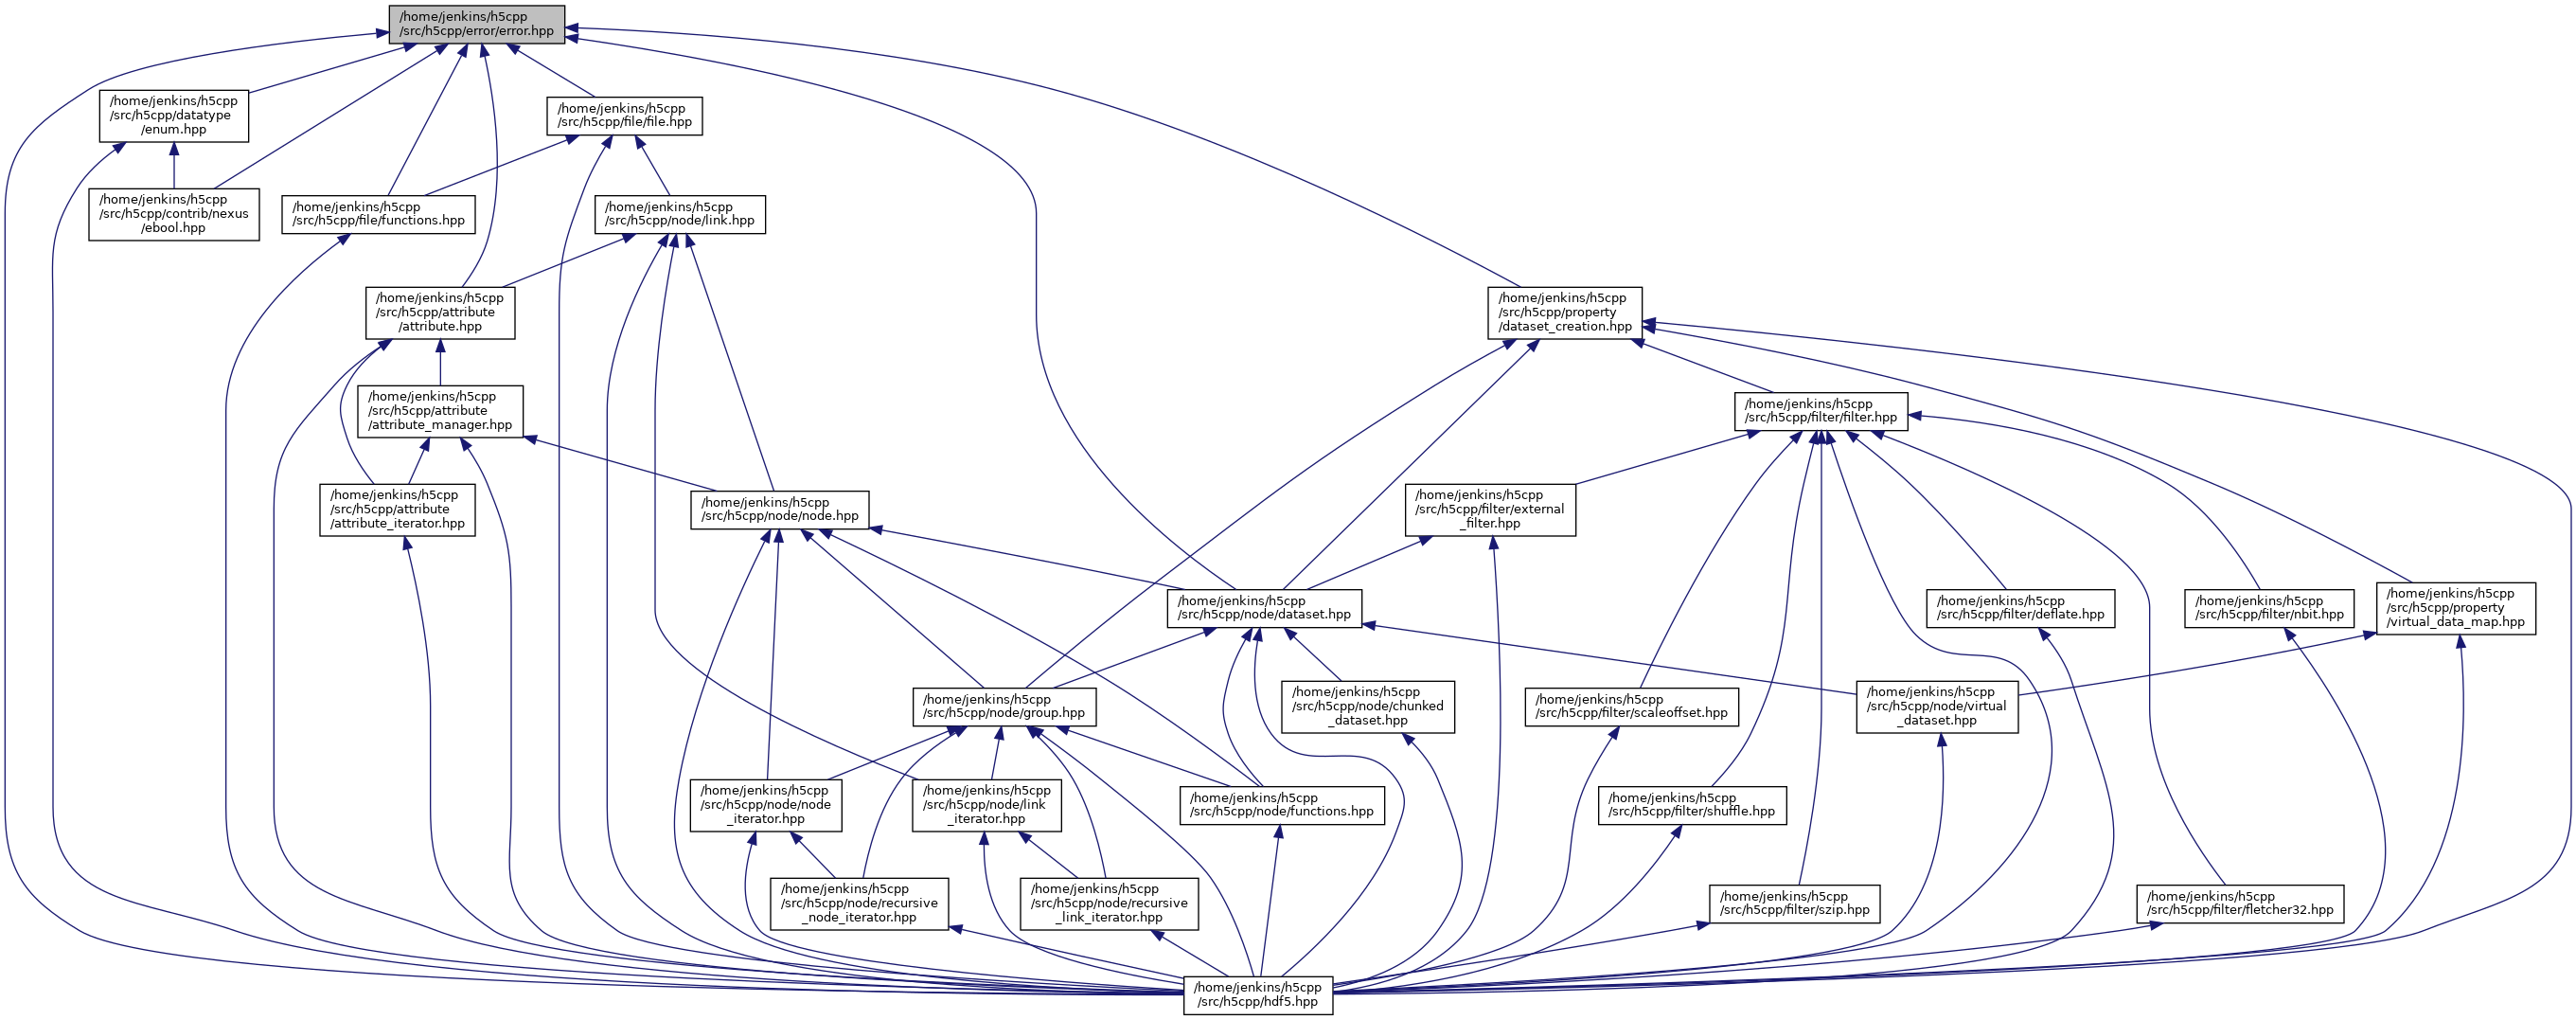 /home/jenkins/h5cpp
/src/h5cpp/error/error.hpp
/home/jenkins/h5cpp
/src/h5cpp/datatype
/enum.hpp
/home/jenkins/h5cpp
/src/h5cpp/file/file.hpp
/home/jenkins/h5cpp
/src/h5cpp/contrib/nexus
/ebool.hpp
/home/jenkins/h5cpp
/src/h5cpp/file/functions.hpp
/home/jenkins/h5cpp
/src/h5cpp/node/link.hpp
/home/jenkins/h5cpp
/src/h5cpp/attribute
/attribute.hpp
/home/jenkins/h5cpp
/src/h5cpp/property
/dataset_creation.hpp
/home/jenkins/h5cpp
/src/h5cpp/attribute
/attribute_manager.hpp
/home/jenkins/h5cpp
/src/h5cpp/filter/filter.hpp
/home/jenkins/h5cpp
/src/h5cpp/attribute
/attribute_iterator.hpp
/home/jenkins/h5cpp
/src/h5cpp/node/node.hpp
/home/jenkins/h5cpp
/src/h5cpp/filter/external
_filter.hpp
/home/jenkins/h5cpp
/src/h5cpp/node/dataset.hpp
/home/jenkins/h5cpp
/src/h5cpp/filter/deflate.hpp
/home/jenkins/h5cpp
/src/h5cpp/filter/nbit.hpp
/home/jenkins/h5cpp
/src/h5cpp/property
/virtual_data_map.hpp
/home/jenkins/h5cpp
/src/h5cpp/node/group.hpp
/home/jenkins/h5cpp
/src/h5cpp/node/chunked
_dataset.hpp
/home/jenkins/h5cpp
/src/h5cpp/filter/scaleoffset.hpp
/home/jenkins/h5cpp
/src/h5cpp/node/virtual
_dataset.hpp
/home/jenkins/h5cpp
/src/h5cpp/node/node
_iterator.hpp
/home/jenkins/h5cpp
/src/h5cpp/node/link
_iterator.hpp
/home/jenkins/h5cpp
/src/h5cpp/node/functions.hpp
/home/jenkins/h5cpp
/src/h5cpp/filter/shuffle.hpp
/home/jenkins/h5cpp
/src/h5cpp/node/recursive
_node_iterator.hpp
/home/jenkins/h5cpp
/src/h5cpp/node/recursive
_link_iterator.hpp
/home/jenkins/h5cpp
/src/h5cpp/filter/szip.hpp
/home/jenkins/h5cpp
/src/h5cpp/filter/fletcher32.hpp
/home/jenkins/h5cpp
/src/h5cpp/hdf5.hpp